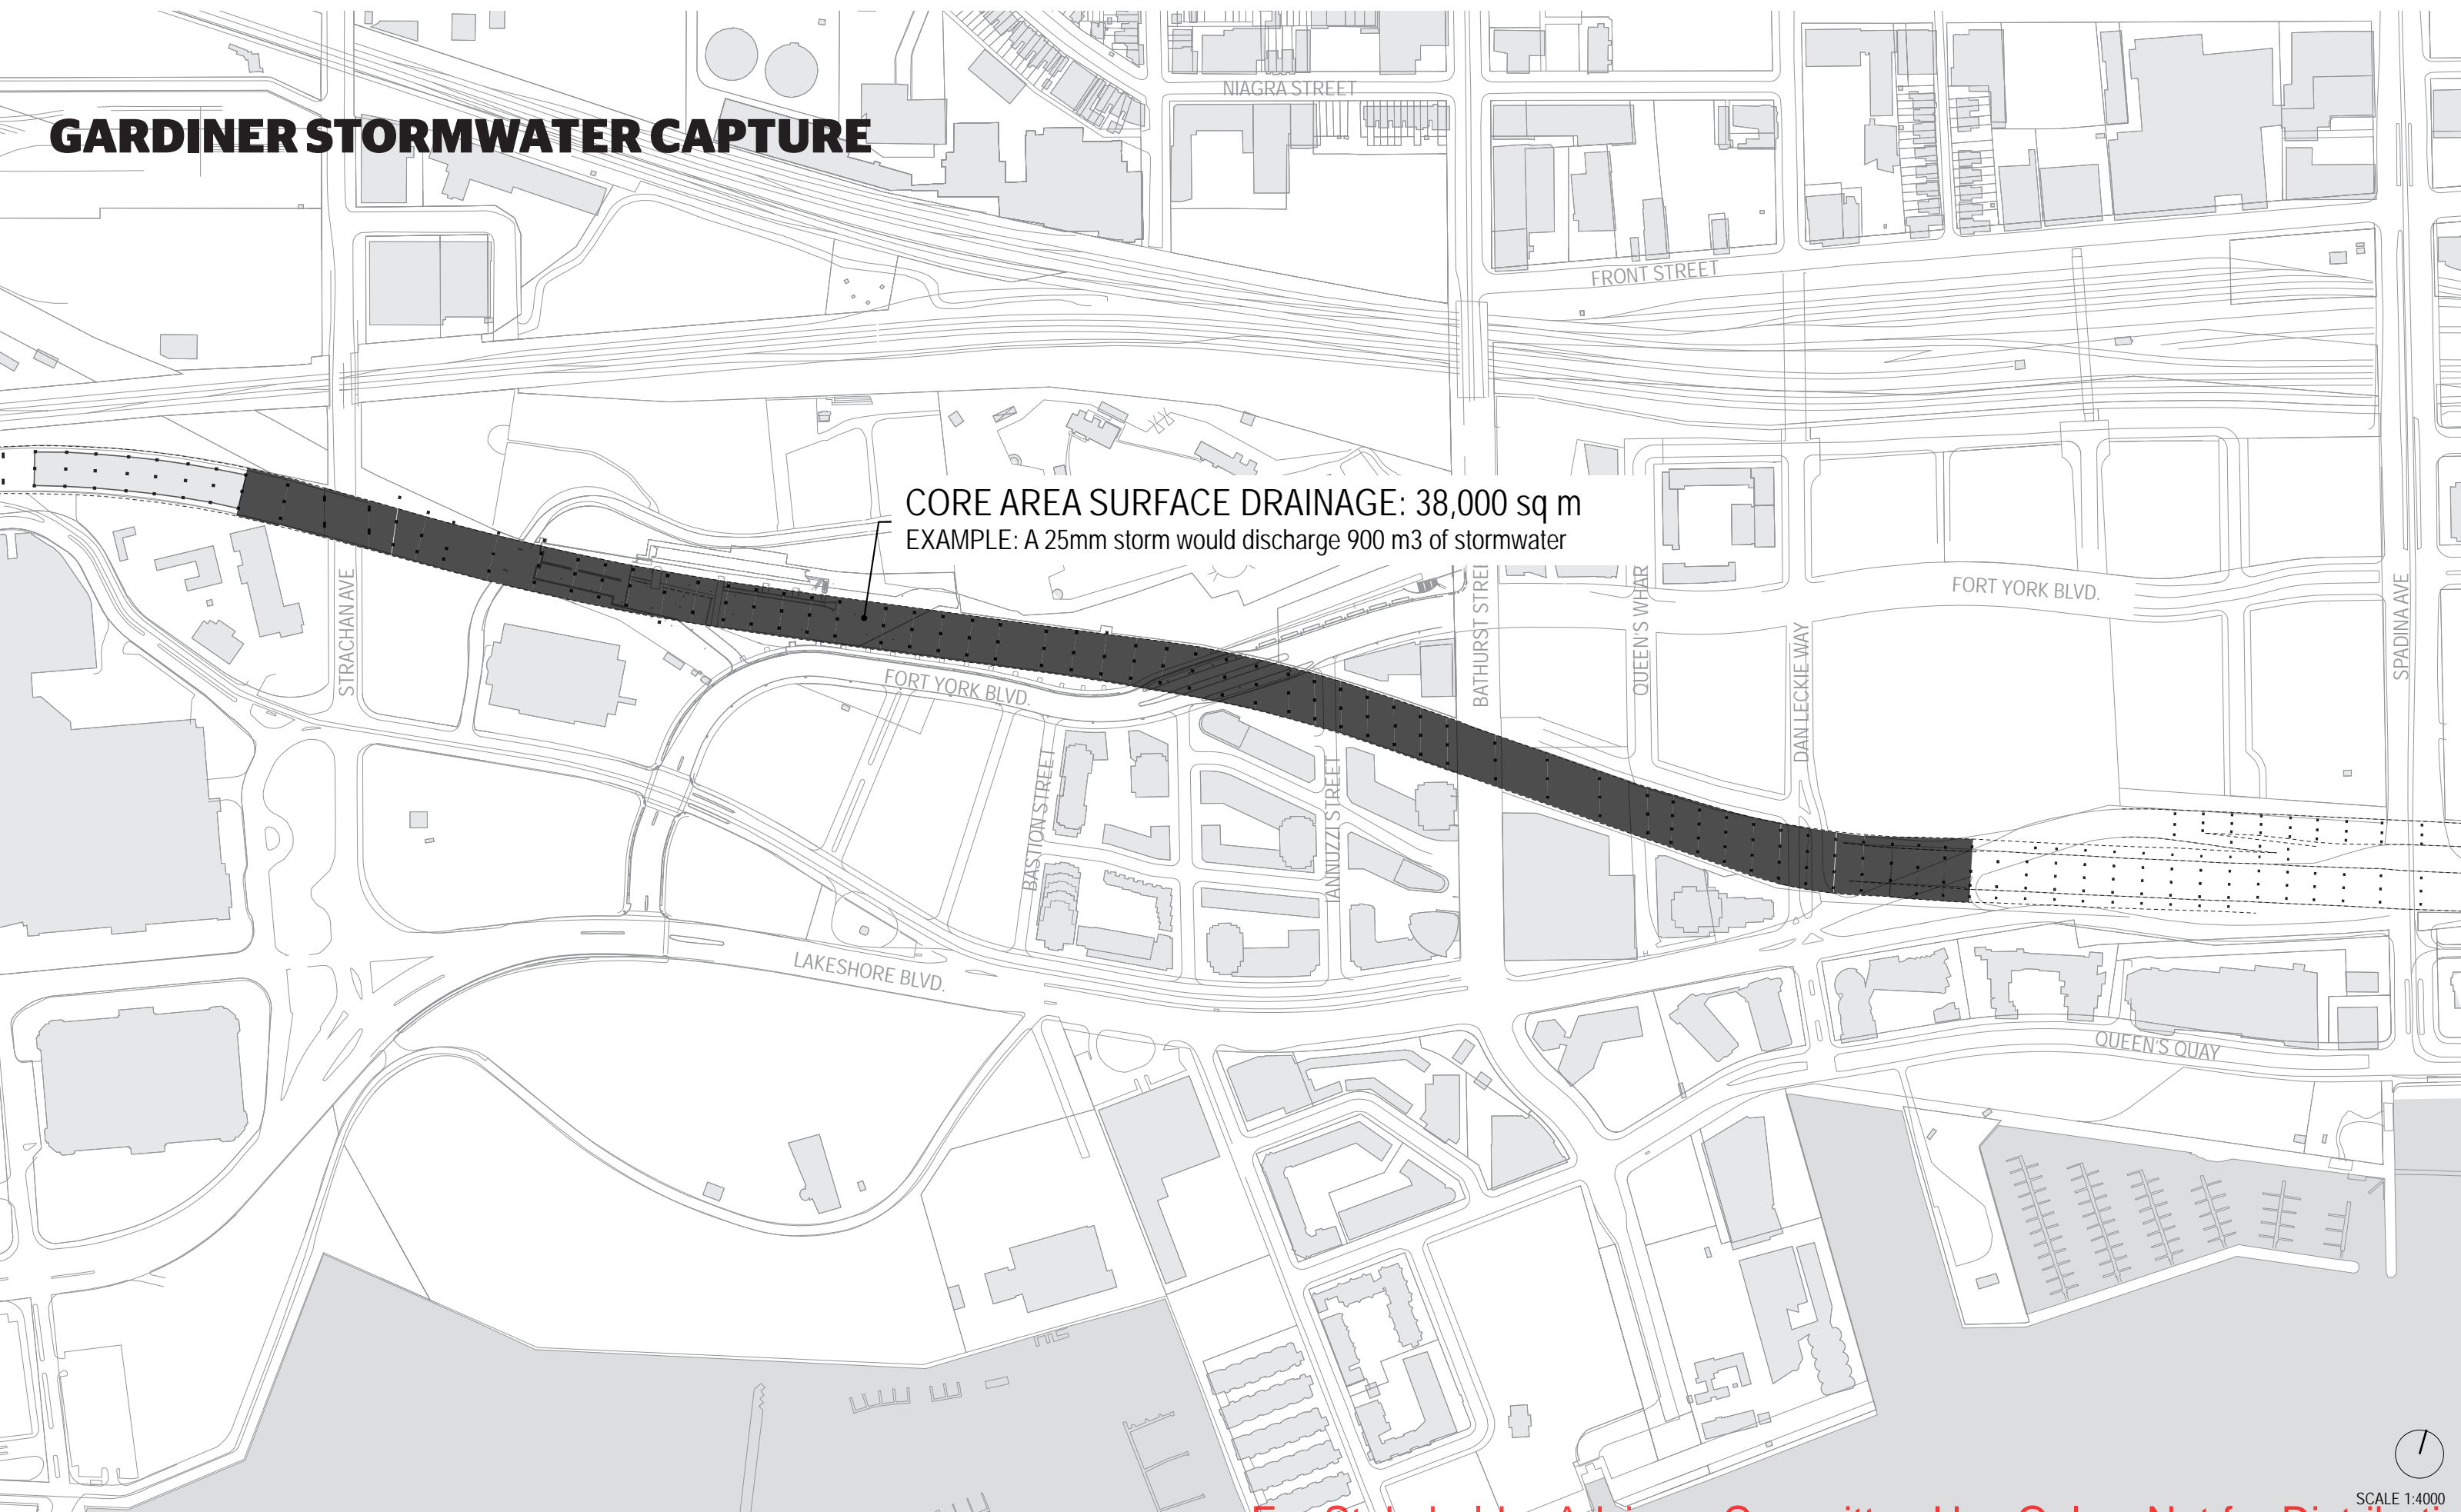 NIAGRA STREET
GARDINER STORMWATER CAPTURE
FRONT STREET
CORE AREA SURFACE DRAINAGE: 38,000 sq m
EXAMPLE: A 25mm storm would discharge 900 m3 of stormwater
FORT YORK BLVD.
STRACHAN AVE
BATHURST STREE
QUEEN'S WHAR
DAN LECKIE WAY
SPADINA AVE
FORT YORK BLVD.
BASTION STREET
IANNUZZI STREET
LAKESHORE BLVD.
QUEEN'S QUAY
SCALE 1:4000